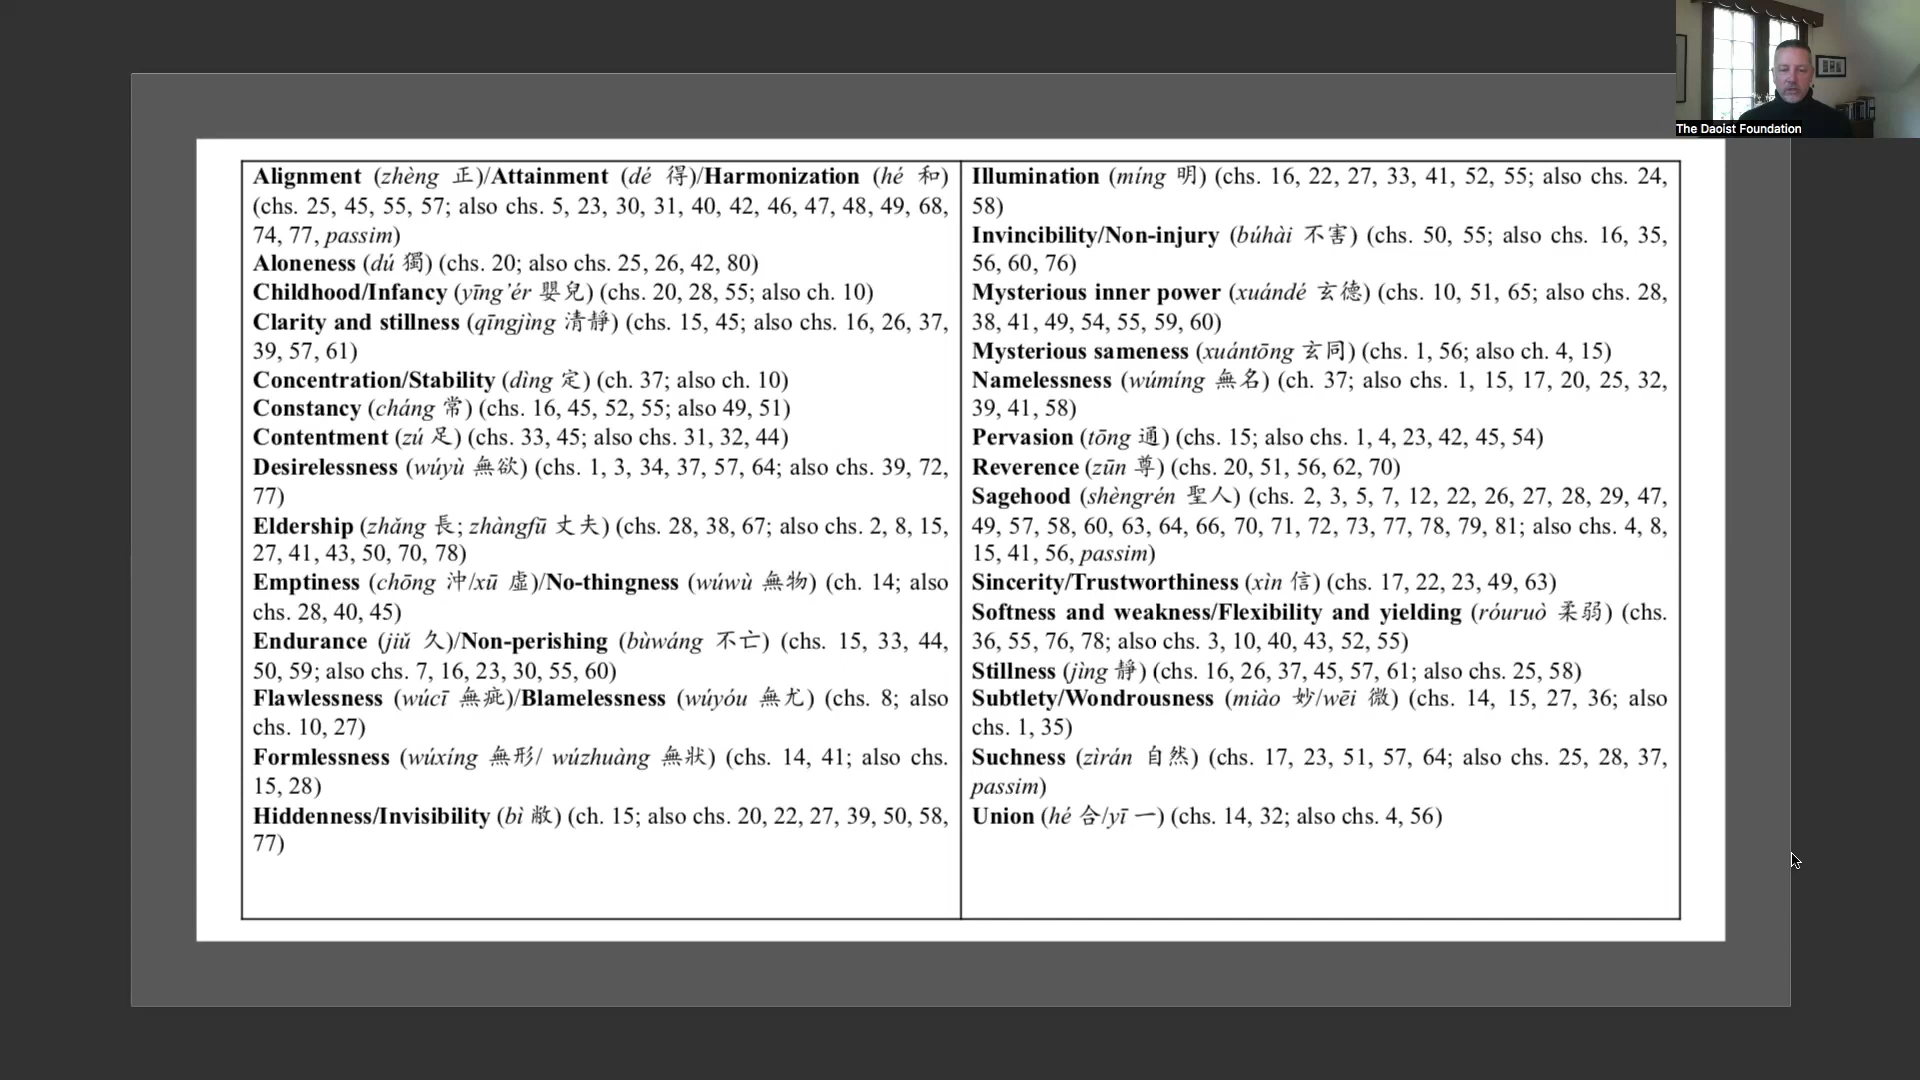 The Daoist Foundation
Alignment (zhèng 正)/Attainment (dé 得)/Harmonization (hé 和)
(chs. 25, 45, 55, 57; also chs. 5, 23, 30, 31, 40, 42, 46, 47, 48, 49, 68,
74, 77, passim)
Aloneness (dú 獨) (chs. 20; also chs. 25, 26, 42, 80)
Childhood/Infancy (yīng’ér 嬰兒) (chs. 20, 28, 55; also ch. 10)
Clarity and stillness (qīngjìng 清靜) (chs. 15, 45; also chs. 16, 26, 37,
39, 57, 61)
Concentration/Stability (dìng 定) (ch. 37; also ch. 10)
Constancy (cháng 常) (chs. 16, 45, 52, 55; also 49, 51)
Contentment (zú 足) (chs. 33, 45; also chs. 31, 32, 44)
Desirelessness (wúyù 無欲) (chs. 1, 3, 34, 37, 57, 64; also chs. 39, 72,
77)
Eldership (zhǎng 長; zhàngfū 丈夫) (chs. 28, 38, 67; also chs. 2, 8, 15,
27, 41, 43, 50, 70, 78)
Emptiness (chōng 沖/xū 虛)/No-thingness (wúwù 無物) (ch. 14; also
chs. 28, 40, 45)
Endurance (jiǔ 久)/Non-perishing (bùwáng 不亡) (chs. 15, 33, 44,
50, 59; also chs. 7, 16, 23, 30, 55, 60)
Flawlessness (wúcī 無疵)/Blamelessness (wúyóu 無尤) (chs. 8; also
chs. 10, 27)
Formlessness (wúxíng 無形/ wúzhuàng 無狀) (chs. 14, 41; also chs.
15, 28)
Hiddenness/Invisibility (bì 敝) (ch. 15; also chs. 20, 22, 27, 39, 50, 58,
77)
Illumination (míng 明) (chs. 16, 22, 27, 33, 41, 52, 55; also chs. 24,
58)
Invincibility/Non-injury (búhài 不害) (chs. 50, 55; also chs. 16, 35,
56, 60, 76)
Mysterious inner power (xuándé 玄德) (chs. 10, 51, 65; also chs. 28,
38, 41, 49, 54, 55, 59, 60)
Mysterious sameness (xuántōng 玄同) (chs. 1, 56; also ch. 4, 15)
Namelessness (wúmíng 無名) (ch. 37; also chs. 1, 15, 17, 20, 25, 32,
39, 41, 58)
Pervasion (tōng 通) (chs. 15; also chs. 1, 4, 23, 42, 45, 54)
Reverence (zūn 尊) (chs. 20, 51, 56, 62, 70)
Sagehood (shèngrén 聖人) (chs. 2, 3, 5, 7, 12, 22, 26, 27, 28, 29, 47,
49, 57, 58, 60, 63, 64, 66, 70, 71, 72, 73, 77, 78, 79, 81; also chs. 4, 8,
15, 41, 56, passim)
Sincerity/Trustworthiness (xìn 信) (chs. 17, 22, 23, 49, 63)
Softness and weakness/Flexibility and yielding (róuruò 柔弱) (chs.
36, 55, 76, 78; also chs. 3, 10, 40, 43, 52, 55)
Stillness (jìng 靜) (chs. 16, 26, 37, 45, 57, 61; also chs. 25, 58)
Subtlety/Wondrousness (miào 妙/wēi 微) (chs. 14, 15, 27, 36; also
chs. 1, 35)
Suchness (zìrán 自然) (chs. 17, 23, 51, 57, 64; also chs. 25, 28, 37,
passim)
Union (hé 合/yī 一) (chs. 14, 32; also chs. 4, 56)